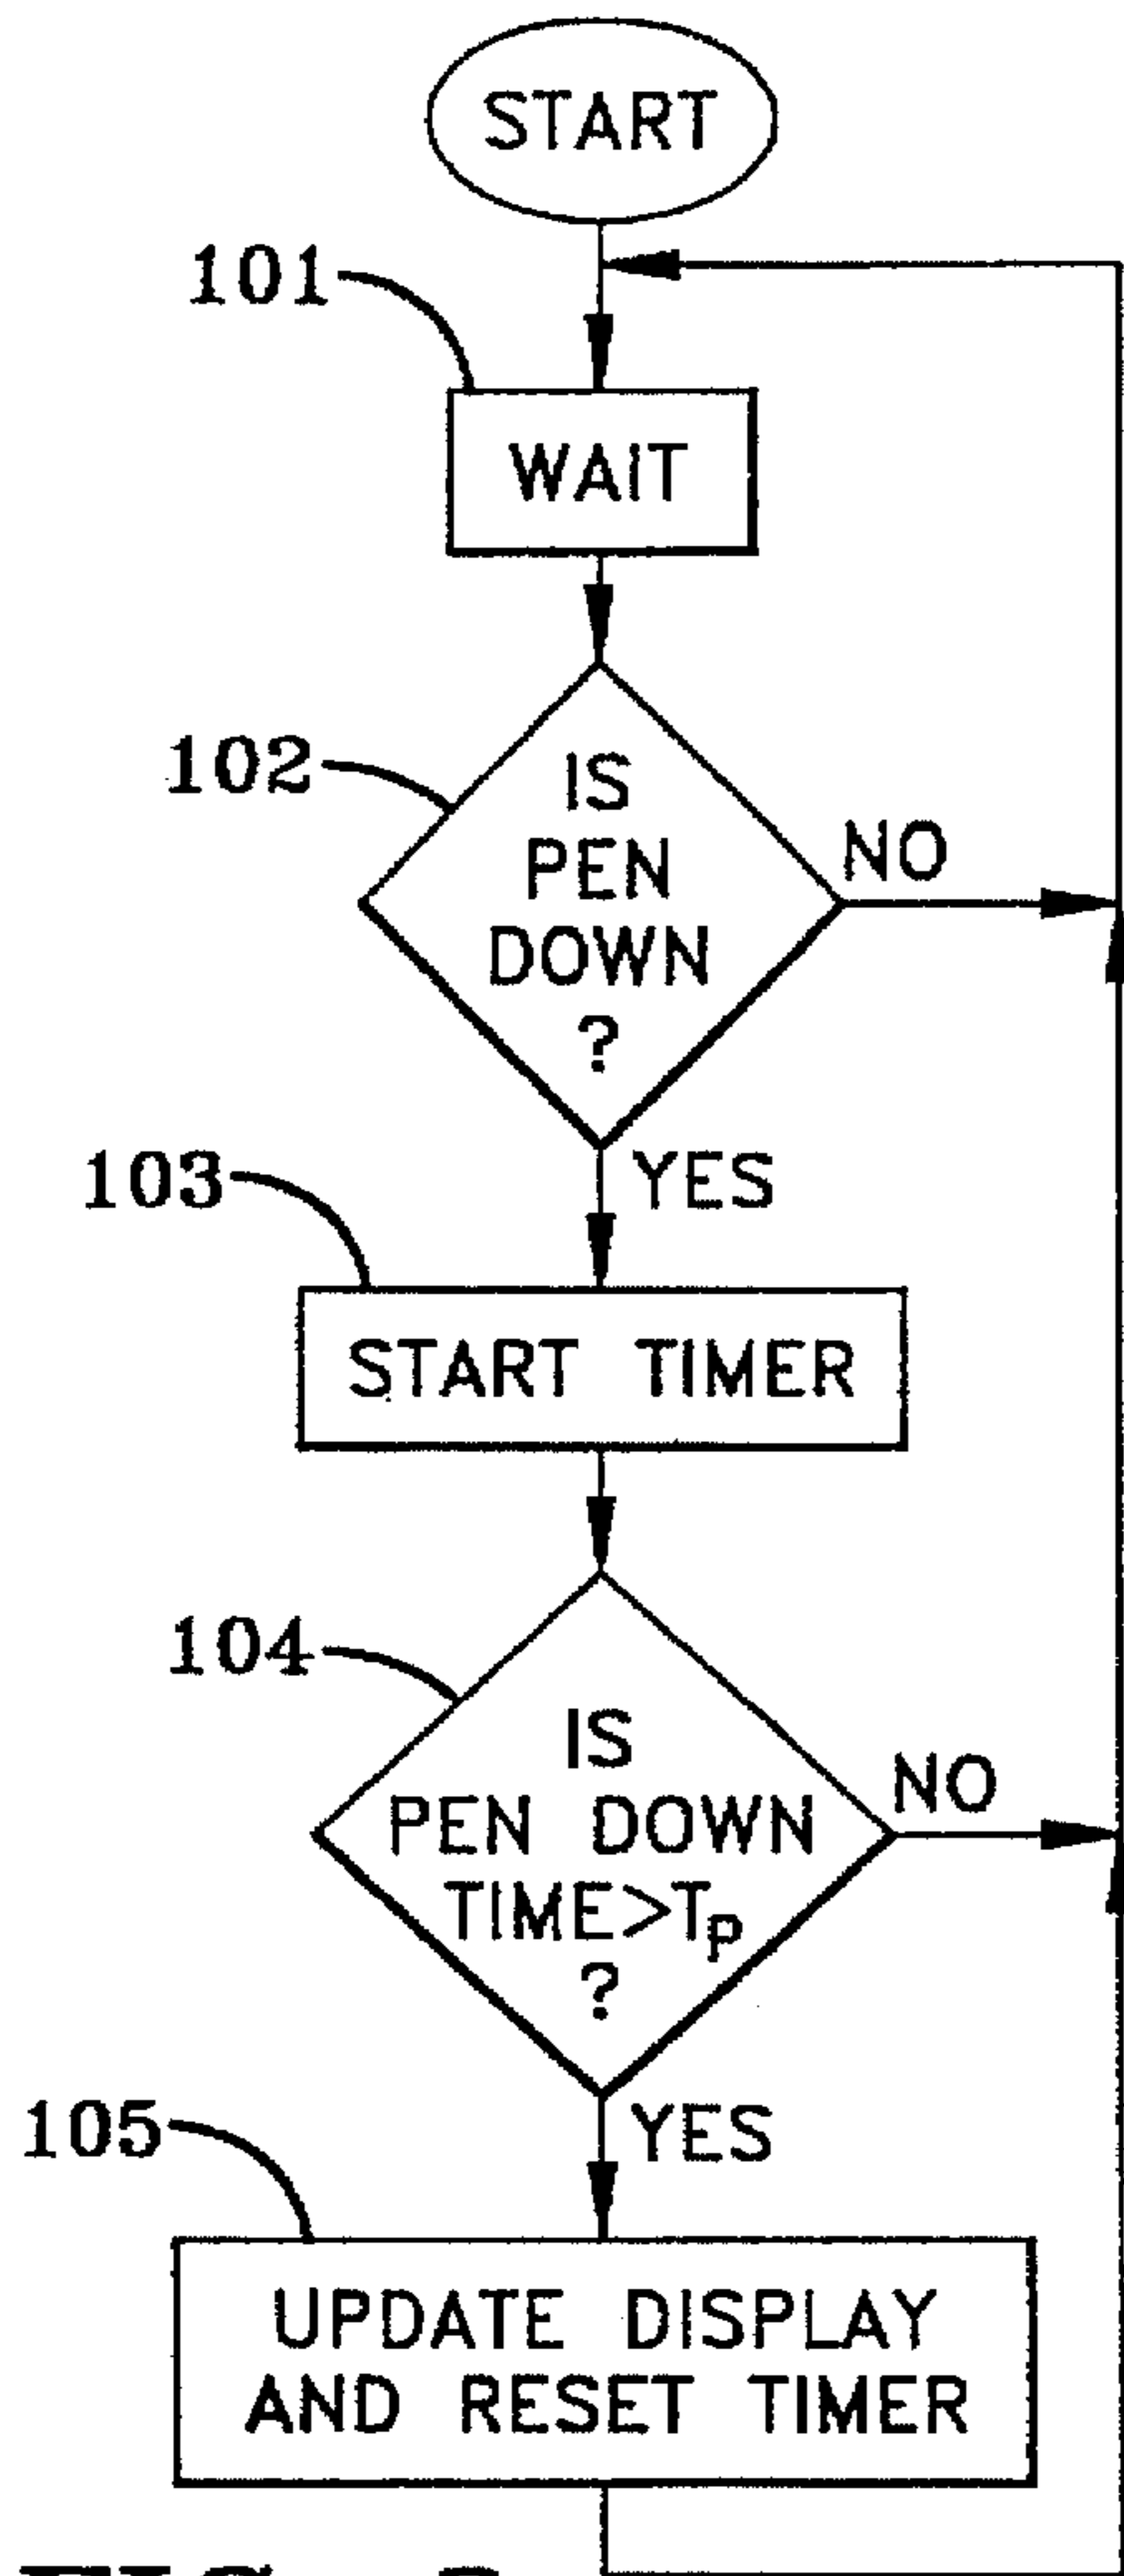 START
101
WAIT
102
IS
PEN
DOWN
?
NO
YES
103
START TIMER
104
IS
PEN DOWN
TIME>Tp
?
NO
YES
105
UPDATE DISPLAY
AND RESET TIMER